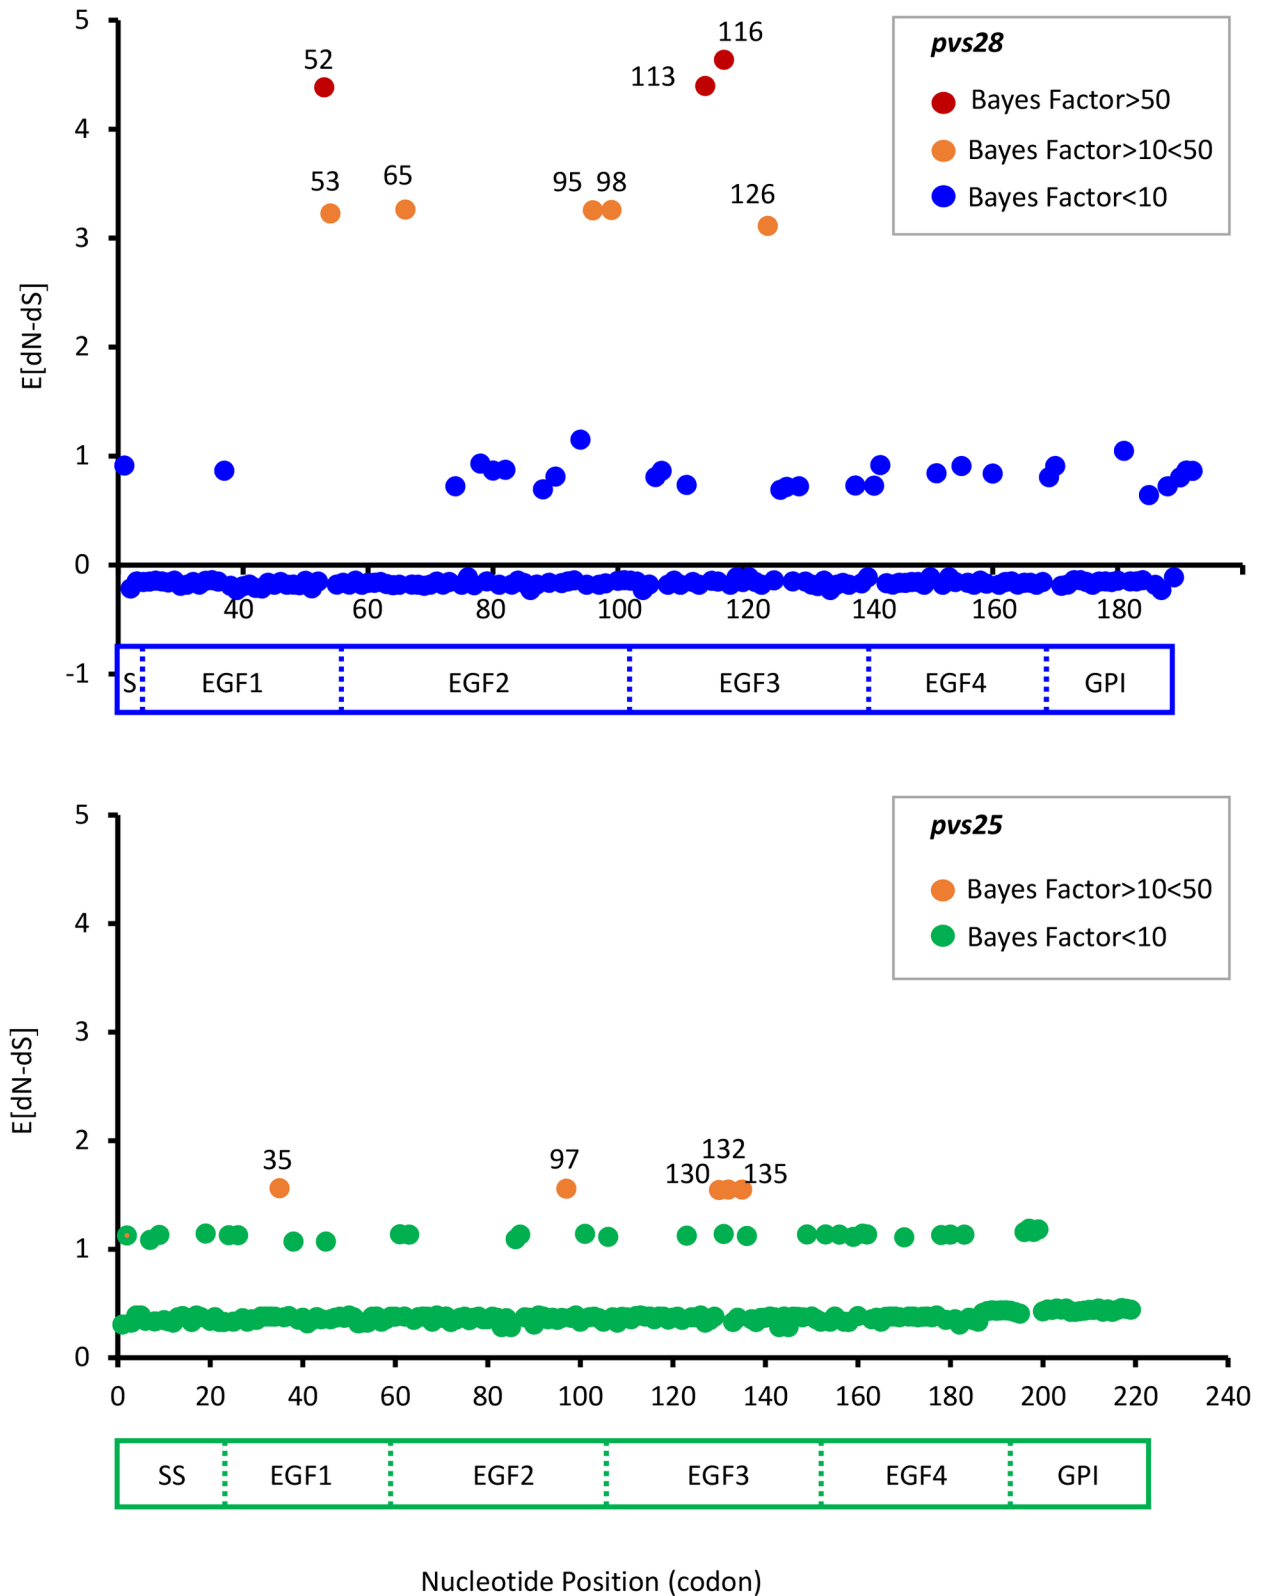 5
4
3
2
1
0
-1
E[dN-dS]
52
53
65
95
98
113
116
126
pvs28
Bayes Factor>50
Bayes Factor>10<50
Bayes Factor<10
40 60 80 100 120 140 160 180
S EGF1 EGF2 EGF3 EGF4 GPI
5
4
3
2
1
0
E[dN-dS]
35
97
130
132
135
pvs25
Bayes Factor>10<50
Bayes Factor<10
0 20 40 60 80 100 120 140 160 180 200 220 240
SS EGF1 EGF2 EGF3 EGF4 GPI
Nucleotide Position (codon)